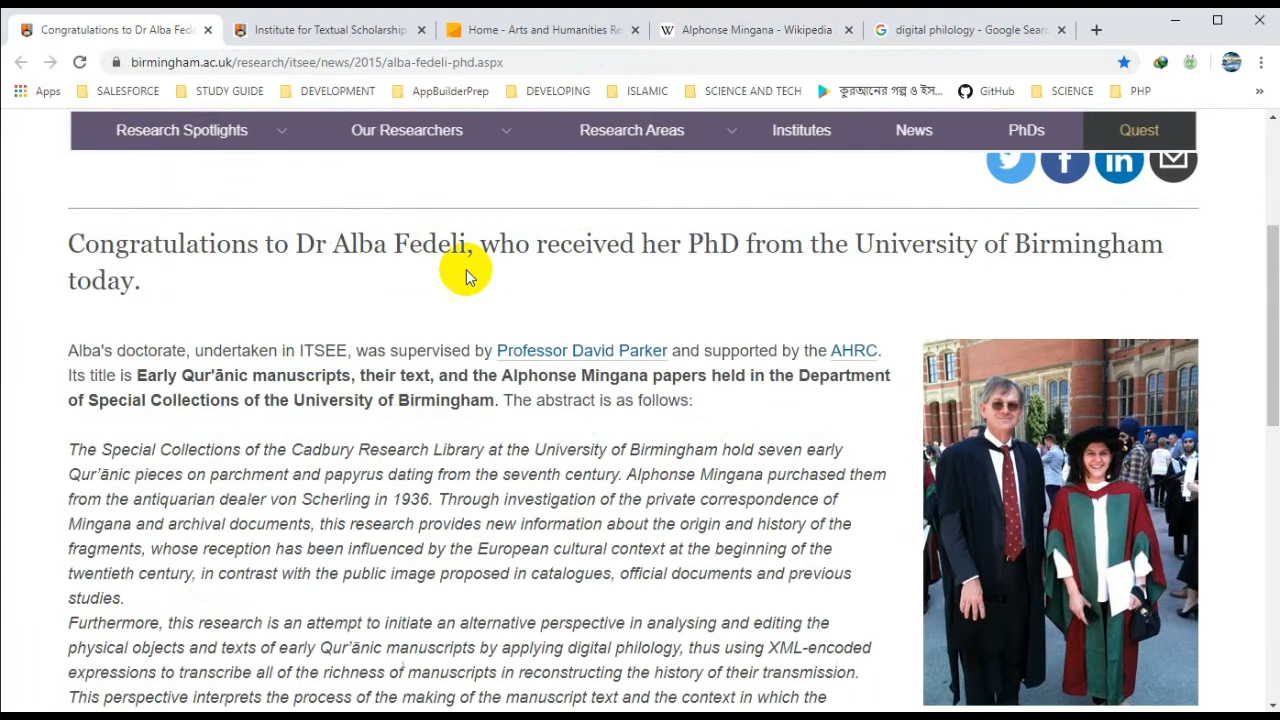 Congratulations to Dr Alba Fede
Institute for Textual Scholarship
Home - Arts and Humanities Re
Alphonse Mingana - Wikipedia
digital philology - Google Searc
birmingham.ac.uk/research/itsee/news/2015/alba-fedeli-phd.aspx
Apps SALESFORCE STUDY GUIDE DEVELOPMENT AppBuilderPrep DEVELOPING ISLAMIC SCIENCE AND TECH কুরআনের গল্প ও ইস... GitHub SCIENCE PHP
Research Spotlights Our Researchers Research Areas Institutes News PhDs Quest
Congratulations to Dr Alba Fedeli, who received her PhD from the University of Birmingham
today.
Alba's doctorate, undertaken in ITSEE, was supervised by Professor David Parker and supported by the AHRC.
Its title is Early Qur'ānic manuscripts, their text, and the Alphonse Mingana papers held in the Department
of Special Collections of the University of Birmingham. The abstract is as follows:
The Special Collections of the Cadbury Research Library at the University of Birmingham hold seven early
Qur'ānic pieces on parchment and papyrus dating from the seventh century. Alphonse Mingana purchased them
from the antiquarian dealer von Scherling in 1936. Through investigation of the private correspondence of
Mingana and archival documents, this research provides new information about the origin and history of the
fragments, whose reception has been influenced by the European cultural context at the beginning of the
twentieth century, in contrast with the public image proposed in catalogues, official documents and previous
studies.
Furthermore, this research is an attempt to initiate an alternative perspective in analysing and editing the
physical objects and texts of early Qur'ānic manuscripts by applying digital philology, thus using XML-encoded
expressions to transcribe all of the richness of manuscripts in reconstructing the history of their transmission.
This perspective interprets the process of the making of the manuscript text and the context in which the